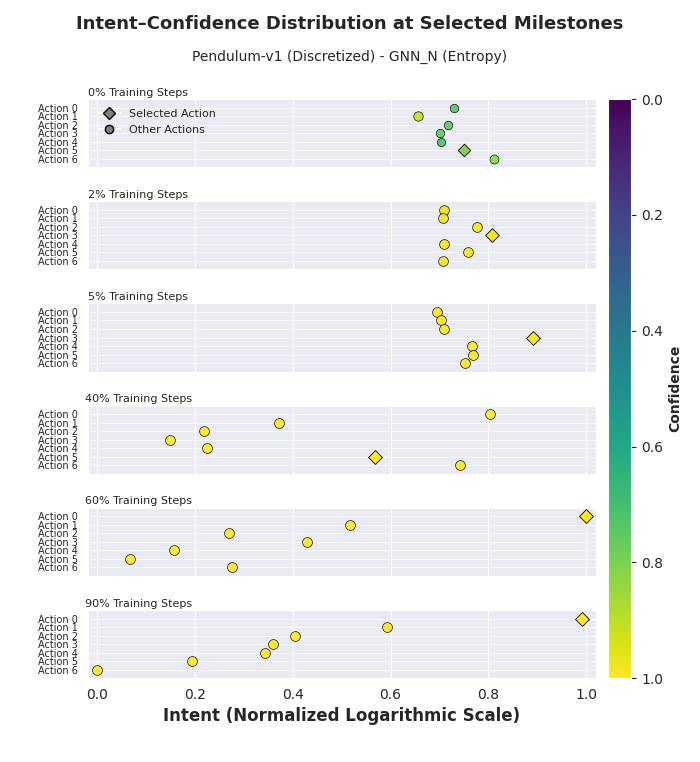 Intent–Confidence Distribution at Selected Milestones
Pendulum-v1 (Discretized) - GNN_N (Entropy)
0% Training Steps
Action 0
Action 1
Action 2
Action 3
Action 4
Action 5
Action 6
Selected Action
Other Actions
2% Training Steps
Action 0
Action 1
Action 2
Action 3
Action 4
Action 5
Action 6
5% Training Steps
Action 0
Action 1
Action 2
Action 3
Action 4
Action 5
Action 6
40% Training Steps
Action 0
Action 1
Action 2
Action 3
Action 4
Action 5
Action 6
60% Training Steps
Action 0
Action 1
Action 2
Action 3
Action 4
Action 5
Action 6
90% Training Steps
Action 0
Action 1
Action 2
Action 3
Action 4
Action 5
Action 6
0.0 0.2 0.4 0.6 0.8 1.0
Intent (Normalized Logarithmic Scale)
0.0
0.2
0.4
0.6
0.8
1.0
Confidence